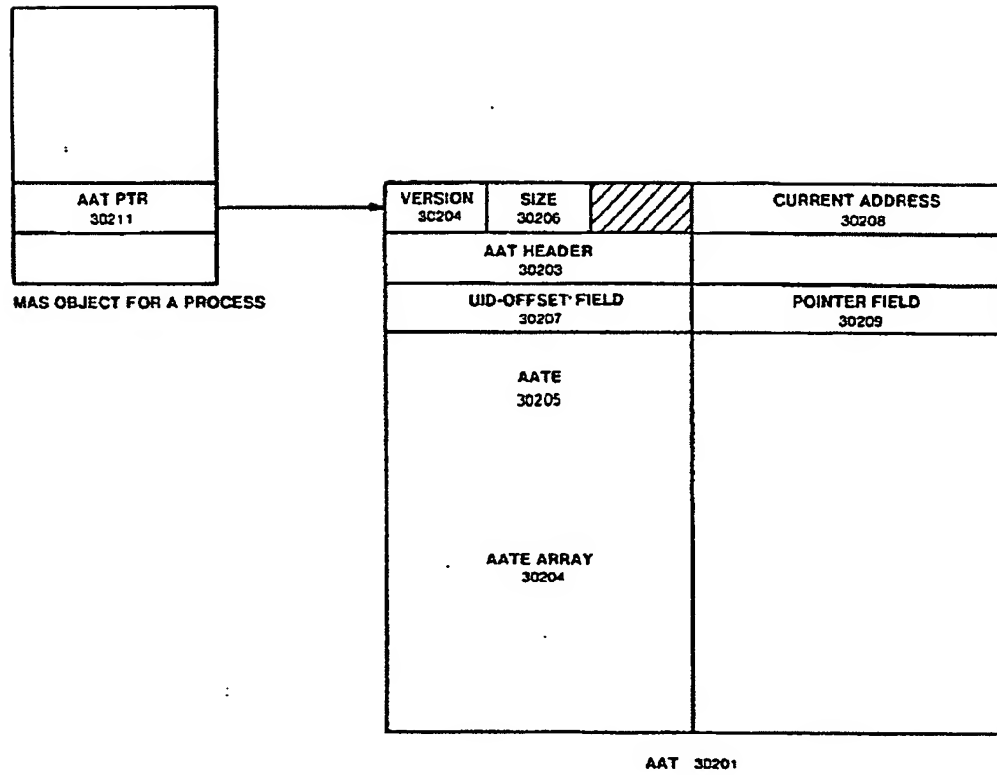 AAT PTR
30211
MAS OBJECT FOR A PROCESS
VERSION
30204
SIZE
30206
CURRENT ADDRESS
30208
AAT HEADER
30203
UID-OFFSET FIELD
30207
POINTER FIELD
30209
AATE
30205
AATE ARRAY
30204
AAT 30201